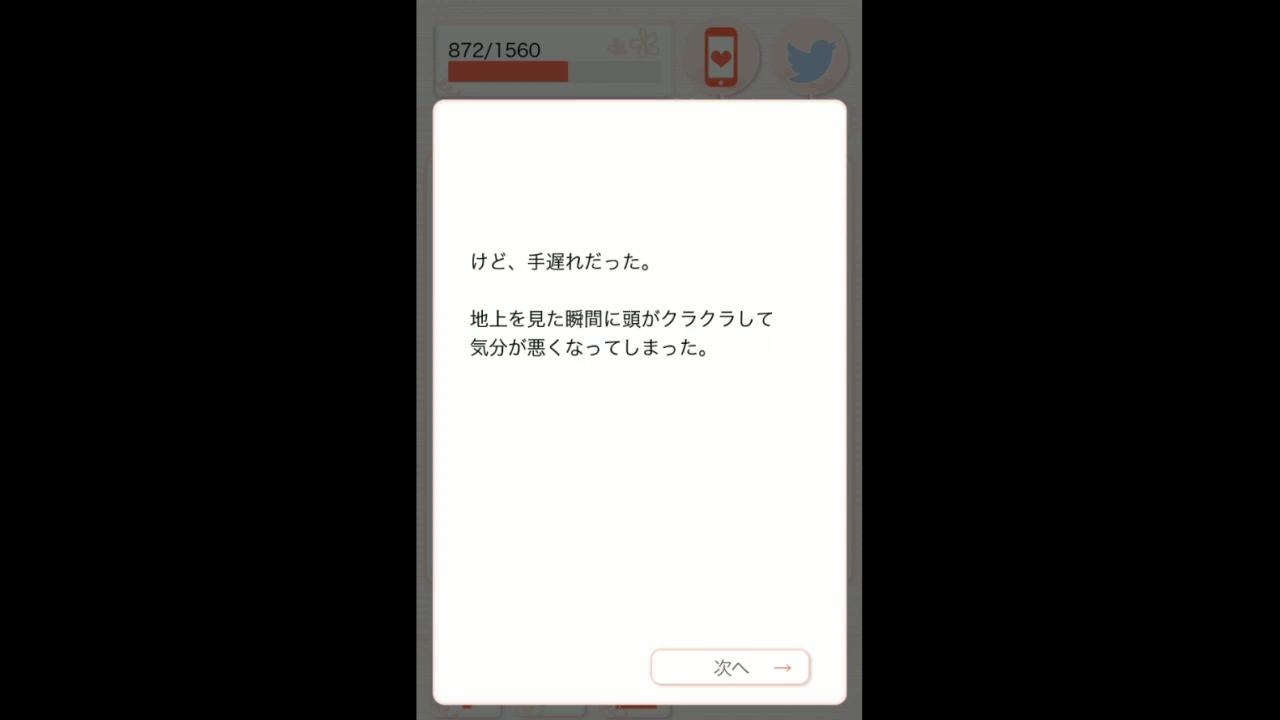 872/1560
けど、手遅れだった。
地上を見た瞬間に頭がクラクラして
気分が悪くなってしまった。
次へ →